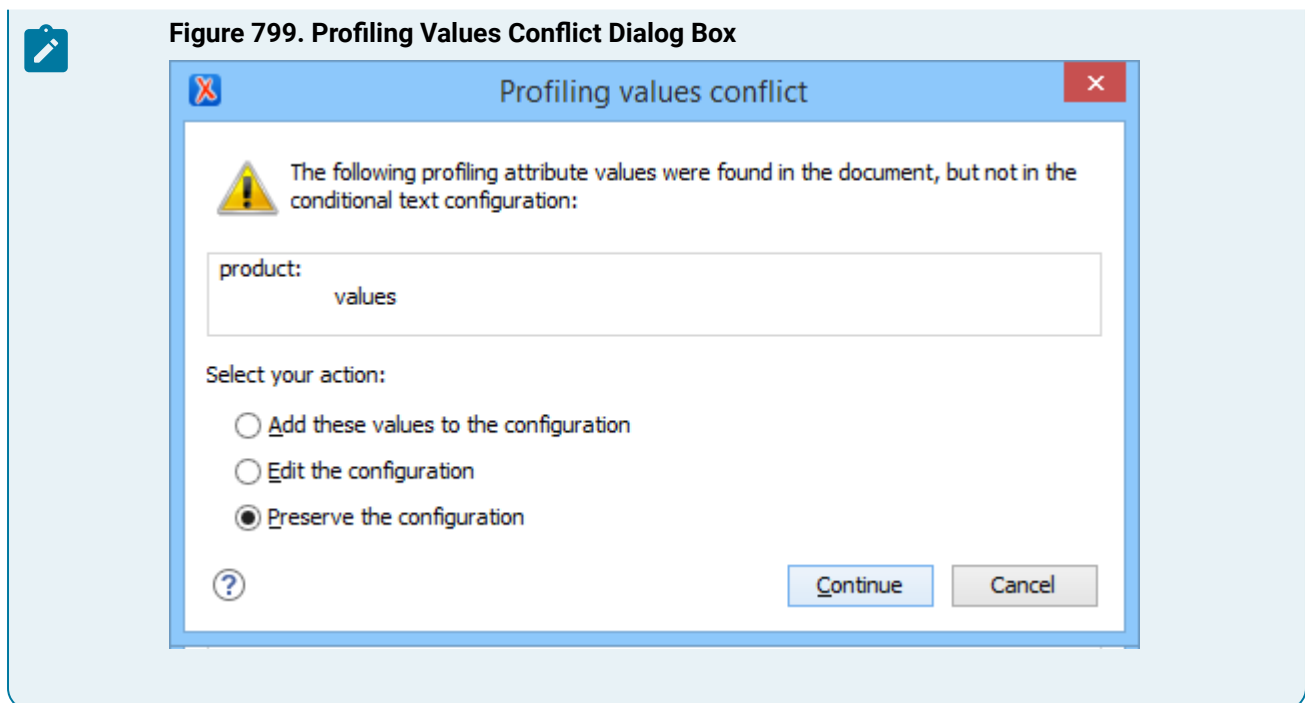 Figure 799. Profiling Values Conflict Dialog Box
Profiling values conflict
The following profiling attribute values were found in the document, but not in the
conditional text configuration:
product:
values
Select your action:
Add these values to the configuration
Edit the configuration
Preserve the configuration
Continue
Cancel